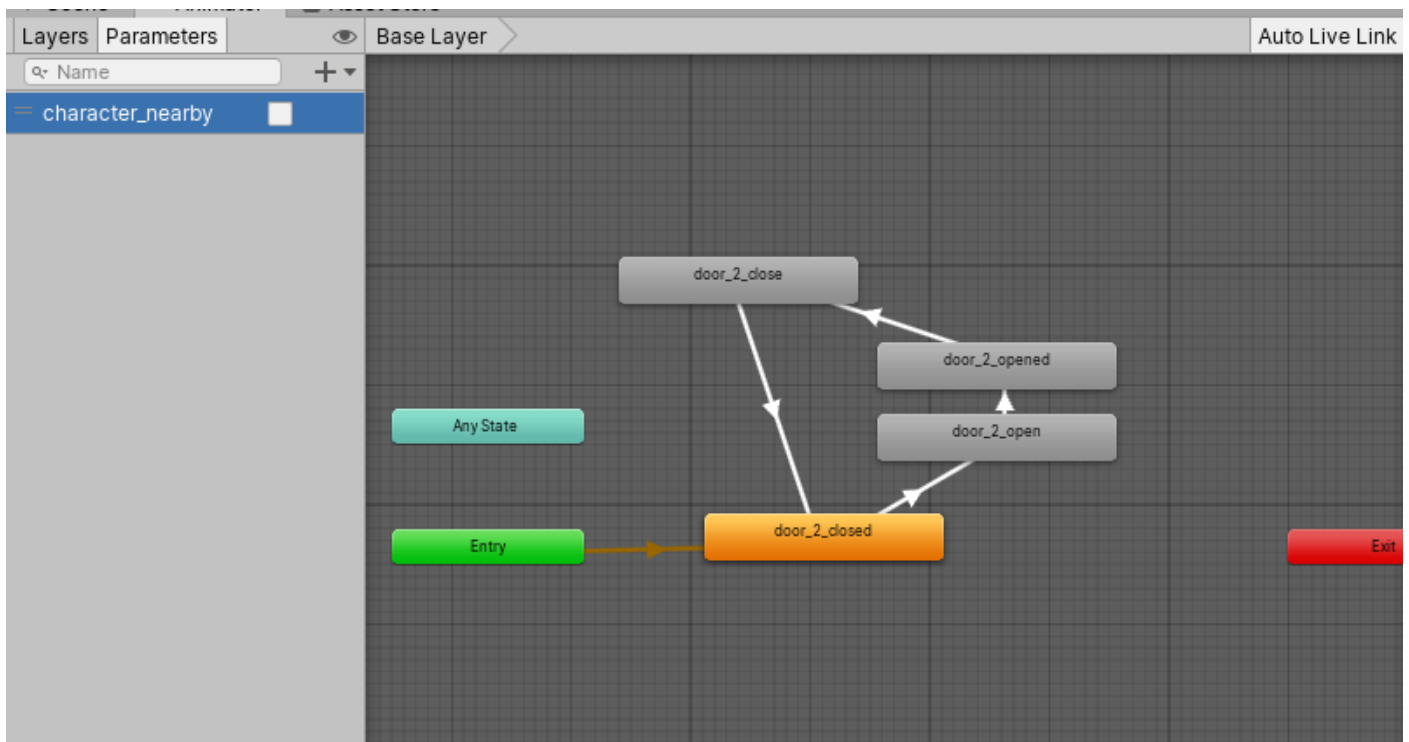 Layers Parameters Base Layer Auto Live Link
Name
character_nearby
door_2_close
door_2_opened
Any State
door_2_open
door_2_closed
Entry
Exit